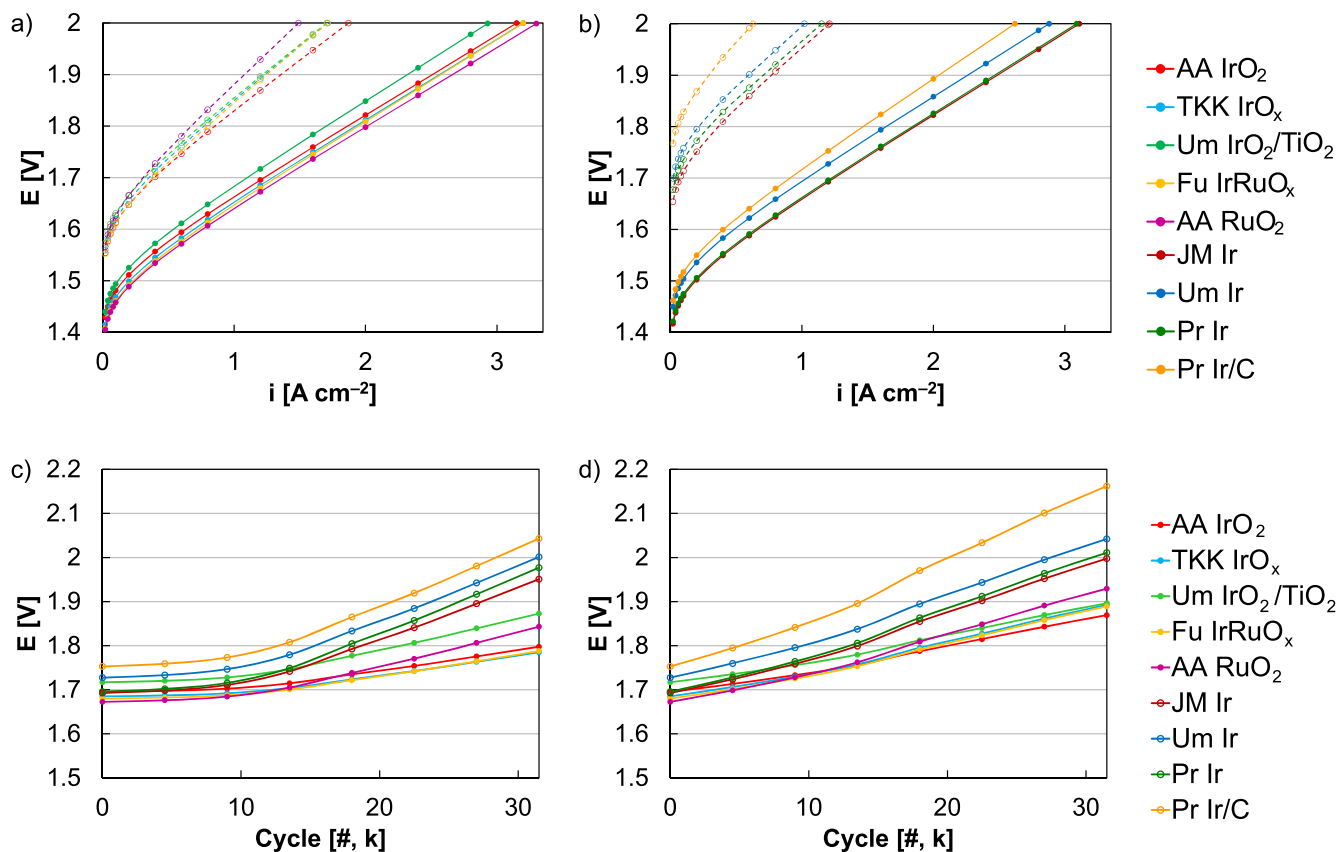 a)
E [V]
2
1.9
1.8
1.7
1.6
1.5
1.4
0
1
2
3
i [A cm⁻²]
b)
E [V]
2
1.9
1.8
1.7
1.6
1.5
1.4
0
1
2
3
i [A cm⁻²]
AA IrO₂
TKK IrOₓ
Um IrO₂/TiO₂
Fu IrRuOₓ
AA RuO₂
JM Ir
Um Ir
Pr Ir
Pr Ir/C
c)
E [V]
2.2
2.1
2
1.9
1.8
1.7
1.6
1.5
0
10
20
30
Cycle [#, k]
d)
E [V]
2.2
2.1
2
1.9
1.8
1.7
1.6
1.5
0
10
20
30
Cycle [#, k]
AA IrO₂
TKK IrOₓ
Um IrO₂/TiO₂
Fu IrRuOₓ
AA RuO₂
JM Ir
Um Ir
Pr Ir
Pr Ir/C